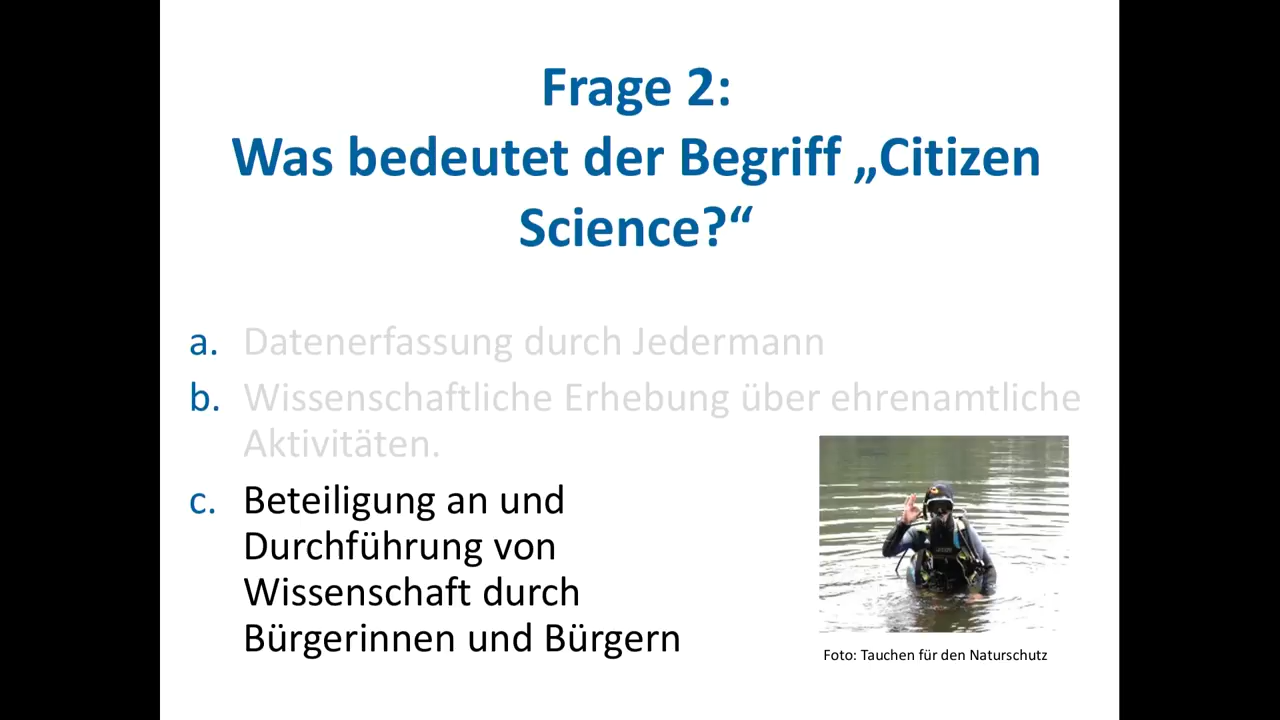 Frage 2:
Was bedeutet der Begriff „Citizen
Science?“
a. Datenerfassung durch Jedermann
b. Wissenschaftliche Erhebung über ehrenamtliche
Aktivitäten.
c. Beteiligung an und
Durchführung von
Wissenschaft durch
Bürgerinnen und Bürgern
Foto: Tauchen für den Naturschutz